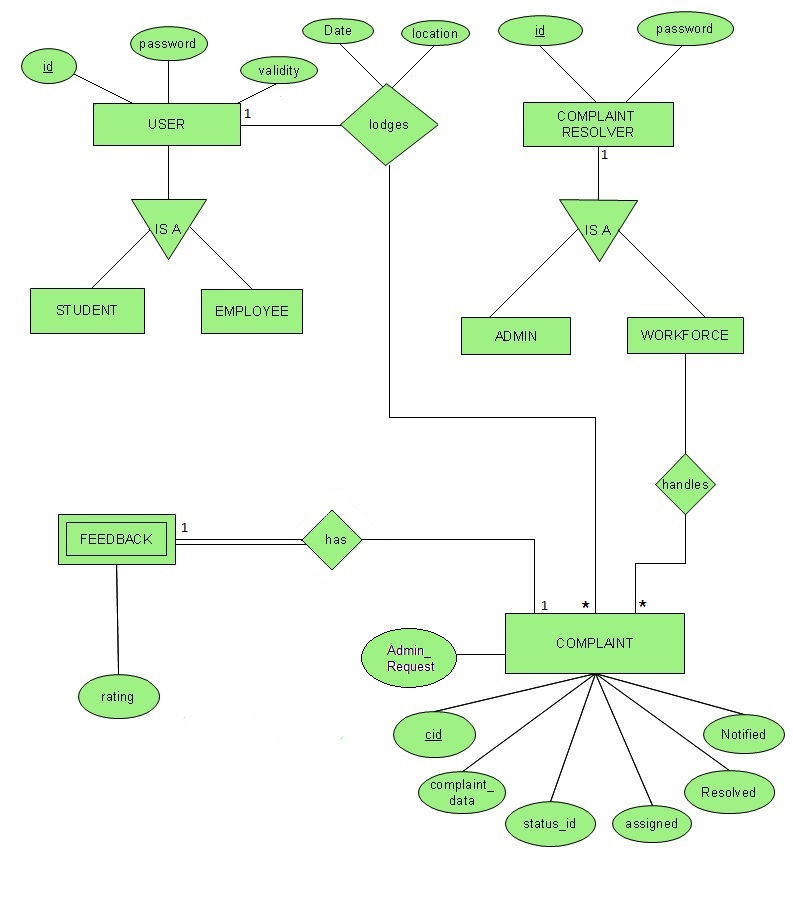 Date
location
id
password
password
id
validity
USER
1
lodges
COMPLAINT
RESOLVER
1
IS A
IS A
STUDENT
EMPLOYEE
ADMIN
WORKFORCE
handles
FEEDBACK
1
has
1
*
*
COMPLAINT
Admin_
Request
rating
cid
Notified
complaint_
data
Resolved
status_id
assigned